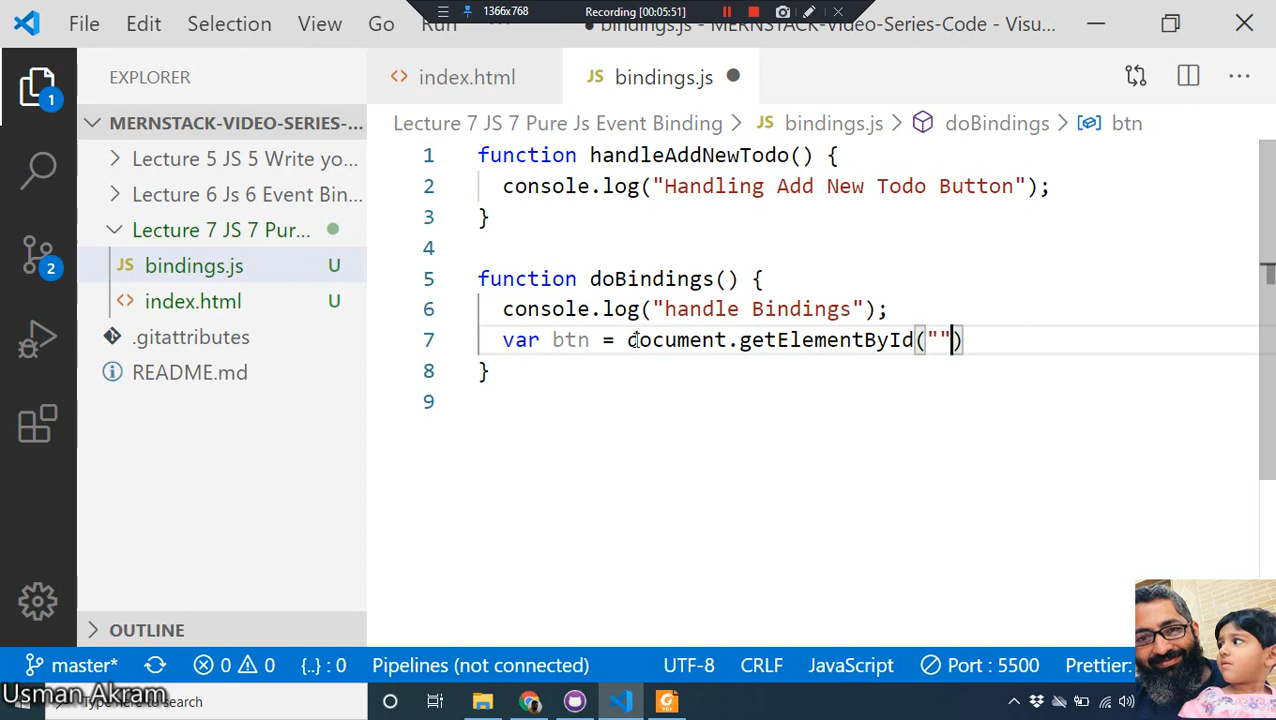 1366x768
Recording [00:05:51]
File Edit Selection View Go Run
bindings.js - MERNSTACK-Video-Series-Code - Visu...
EXPLORER
index.html
JS bindings.js
MERNSTACK-VIDEO-SERIES-...
Lecture 7 JS 7 Pure Js Event Binding > JS bindings.js > doBindings > btn
Lecture 5 JS 5 Write yo...
Lecture 6 Js 6 Event Bin...
Lecture 7 JS 7 Pur...
JS bindings.js U
index.html U
.gitattributes
README.md
1 function handleAddNewTodo() {
2 console.log("Handling Add New Todo Button");
3 }
4
5 function doBindings() {
6 console.log("handle Bindings");
7 var btn = document.getElementById("")
8 }
9
1
2
OUTLINE
master* 0 0 {..} : 0 Pipelines (not connected) UTF-8 CRLF JavaScript Port : 5500 Prettier:
Usman Akram
here to search